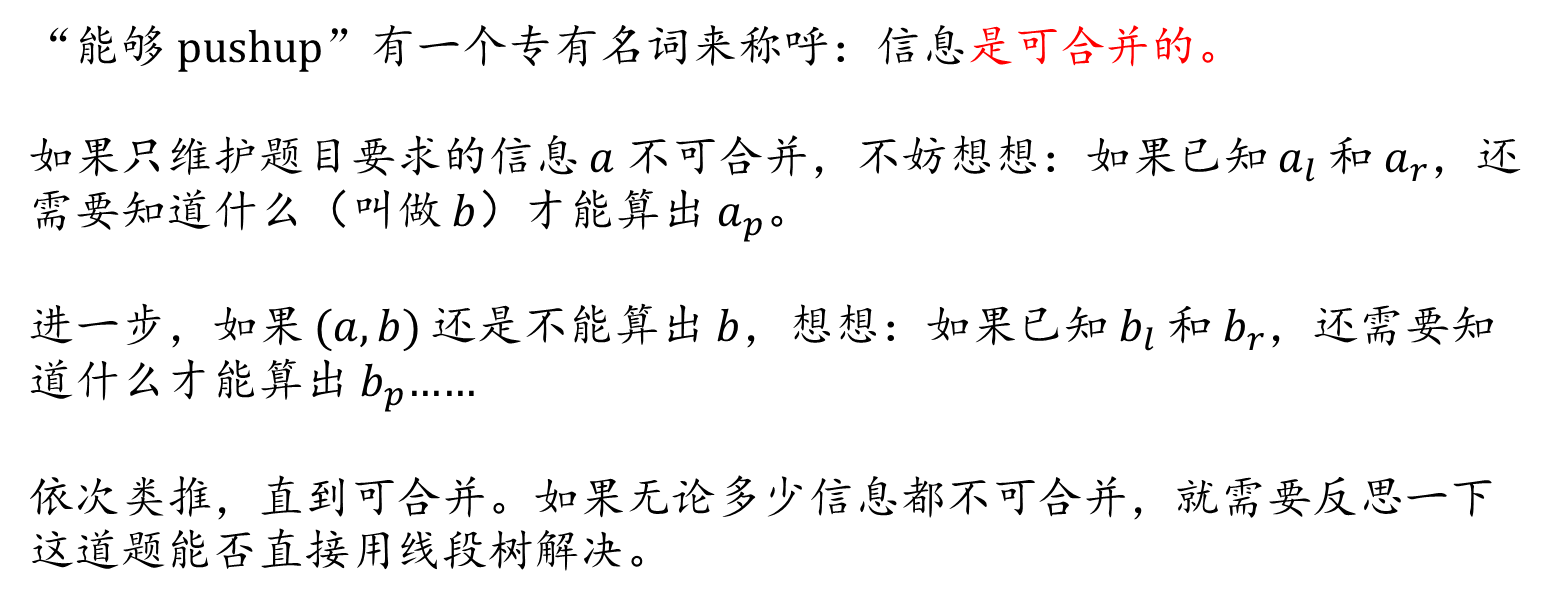 “能够 pushup”有一个专有名词来称呼：信息是可合并的。
如果只维护题目要求的信息 a 不可合并，不妨想想：如果已知 a_l 和 a_r，还
需要知道什么（叫做 b）才能算出 a_p。
进一步，如果 (a, b) 还是不能算出 b，想想：如果已知 b_l 和 b_r，还需要知
道什么才能算出 b_p……
依次类推，直到可合并。如果无论多少信息都不可合并，就需要反思一下
这道题能否直接用线段树解决。